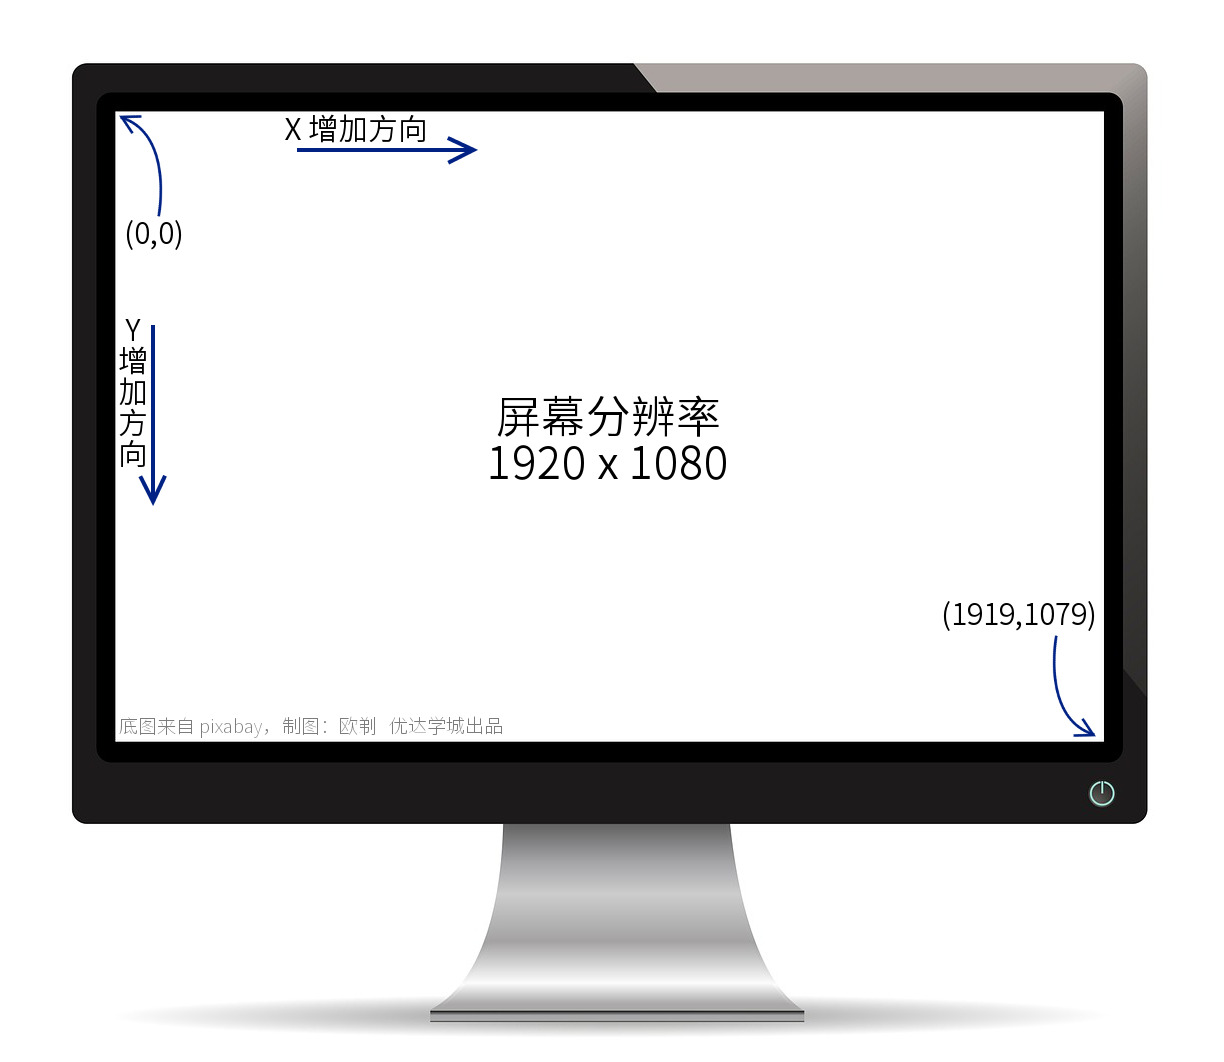 X 增加方向
(0,0)
Y
增
加
方
向
屏幕分辨率
1920 x 1080
(1919,1079)
底图来自 pixabay，制图：欧剃 优达学城出品